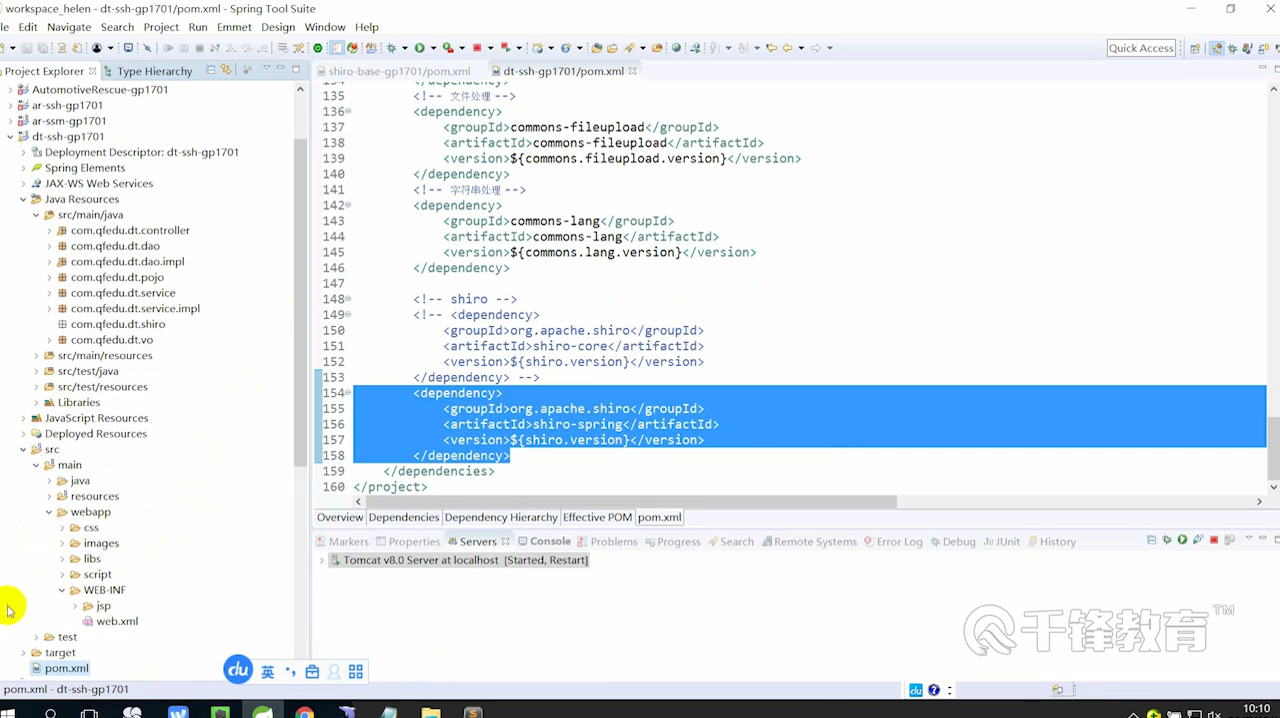 workspace_helen - dt-ssh-gp1701/pom.xml - Spring Tool Suite
le Edit Navigate Search Project Run Emmet Design Window Help
Quick Access
Project Explorer Type Hierarchy
shiro-base-gp1701/pom.xml dt-ssh-gp1701/pom.xml
AutomotiveRescue-gp1701
ar-ssh-gp1701
ar-ssm-gp1701
dt-ssh-gp1701
Deployment Descriptor: dt-ssh-gp1701
Spring Elements
JAX-WS Web Services
Java Resources
src/main/java
com.qfedu.dt.controller
com.qfedu.dt.dao
com.qfedu.dt.dao.impl
com.qfedu.dt.pojo
com.qfedu.dt.service
com.qfedu.dt.service.impl
com.qfedu.dt.shiro
com.qfedu.dt.vo
src/main/resources
src/test/java
src/test/resources
Libraries
JavaScript Resources
Deployed Resources
src
main
java
resources
webapp
css
images
libs
script
WEB-INF
jsp
web.xml
test
target
pom.xml
134 </dependency>
135 <!-- 文件处理 -->
136 <dependency>
137 <groupId>commons-fileupload</groupId>
138 <artifactId>commons-fileupload</artifactId>
139 <version>${commons.fileupload.version}</version>
140 </dependency>
141 <!-- 字符串处理 -->
142 <dependency>
143 <groupId>commons-lang</groupId>
144 <artifactId>commons-lang</artifactId>
145 <version>${commons.lang.version}</version>
146 </dependency>
147
148 <!-- shiro -->
149 <!-- <dependency>
150 <groupId>org.apache.shiro</groupId>
151 <artifactId>shiro-core</artifactId>
152 <version>${shiro.version}</version>
153 </dependency> -->
154 <dependency>
155 <groupId>org.apache.shiro</groupId>
156 <artifactId>shiro-spring</artifactId>
157 <version>${shiro.version}</version>
158 </dependency>
159 </dependencies>
160 </project>
Overview Dependencies Dependency Hierarchy Effective POM pom.xml
Markers Properties Servers Console Problems Progress Search Remote Systems Error Log Debug JUnit History
Tomcat v8.0 Server at localhost [Started, Restart]
千锋教育 TM
du 英
pom.xml - dt-ssh-gp1701
du
10:10